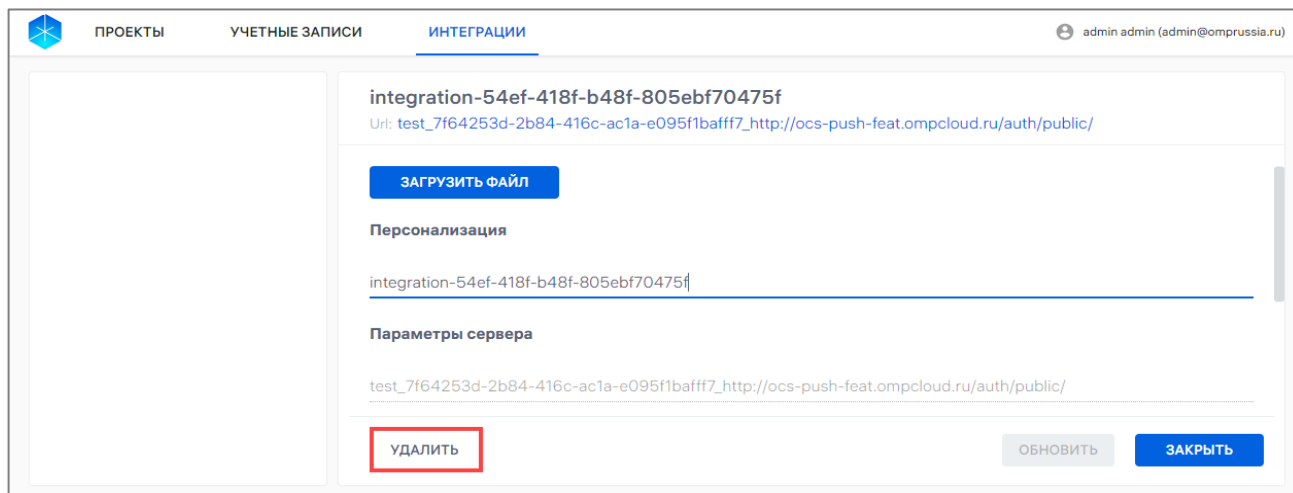 ПРОЕКТЫ УЧЕТНЫЕ ЗАПИСИ ИНТЕГРАЦИИ admin admin (admin@omprussia.ru)
integration-54ef-418f-b48f-805ebf70475f
Url: test_7f64253d-2b84-416c-ac1a-e095f1bafff7_http://ocs-push-feat.ompcloud.ru/auth/public/
ЗАГРУЗИТЬ ФАЙЛ
Персонализация
integration-54ef-418f-b48f-805ebf70475f
Параметры сервера
test_7f64253d-2b84-416c-ac1a-e095f1bafff7_http://ocs-push-feat.ompcloud.ru/auth/public/
УДАЛИТЬ ОБНОВИТЬ ЗАКРЫТЬ